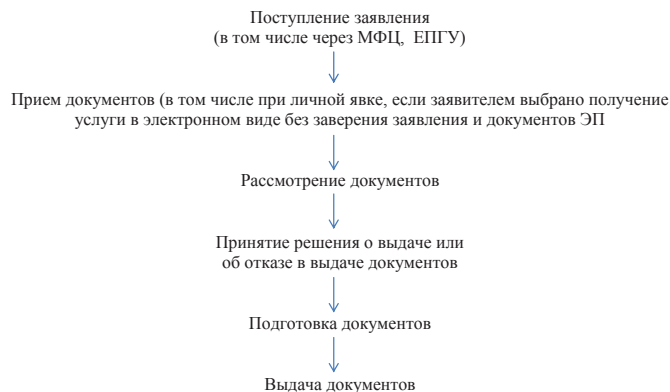 Поступление заявления
(в том числе через МФЦ, ЕПГУ)
Прием документов (в том числе при личной явке, если заявителем выбрано получение
услуги в электронном виде без заверения заявления и документов ЭП
Рассмотрение документов
Принятие решения о выдаче или
об отказе в выдаче документов
Подготовка документов
Выдача документов